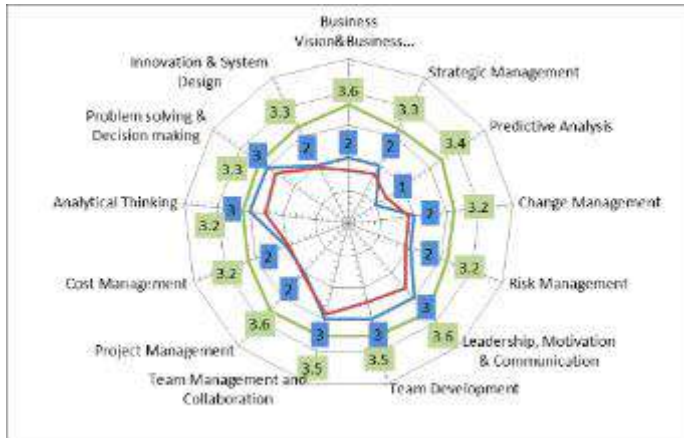 Business
Vision&Business...
Innovation & System
Design
Strategic Management
3.6
3.3
3.3
Problem solving &
Decision making
Predictive Analysis
2
2
2
3.4
3
3.3
1
Analytical Thinking
3
2
3.2
Change Management
3.2
2
2
3.2
3.2
Cost Management
Risk Management
2
3.6
3
3
3
3.6
Project Management
Leadership, Motivation
& Communication
3.5
3.5
Team Management and
Collaboration
Team Development